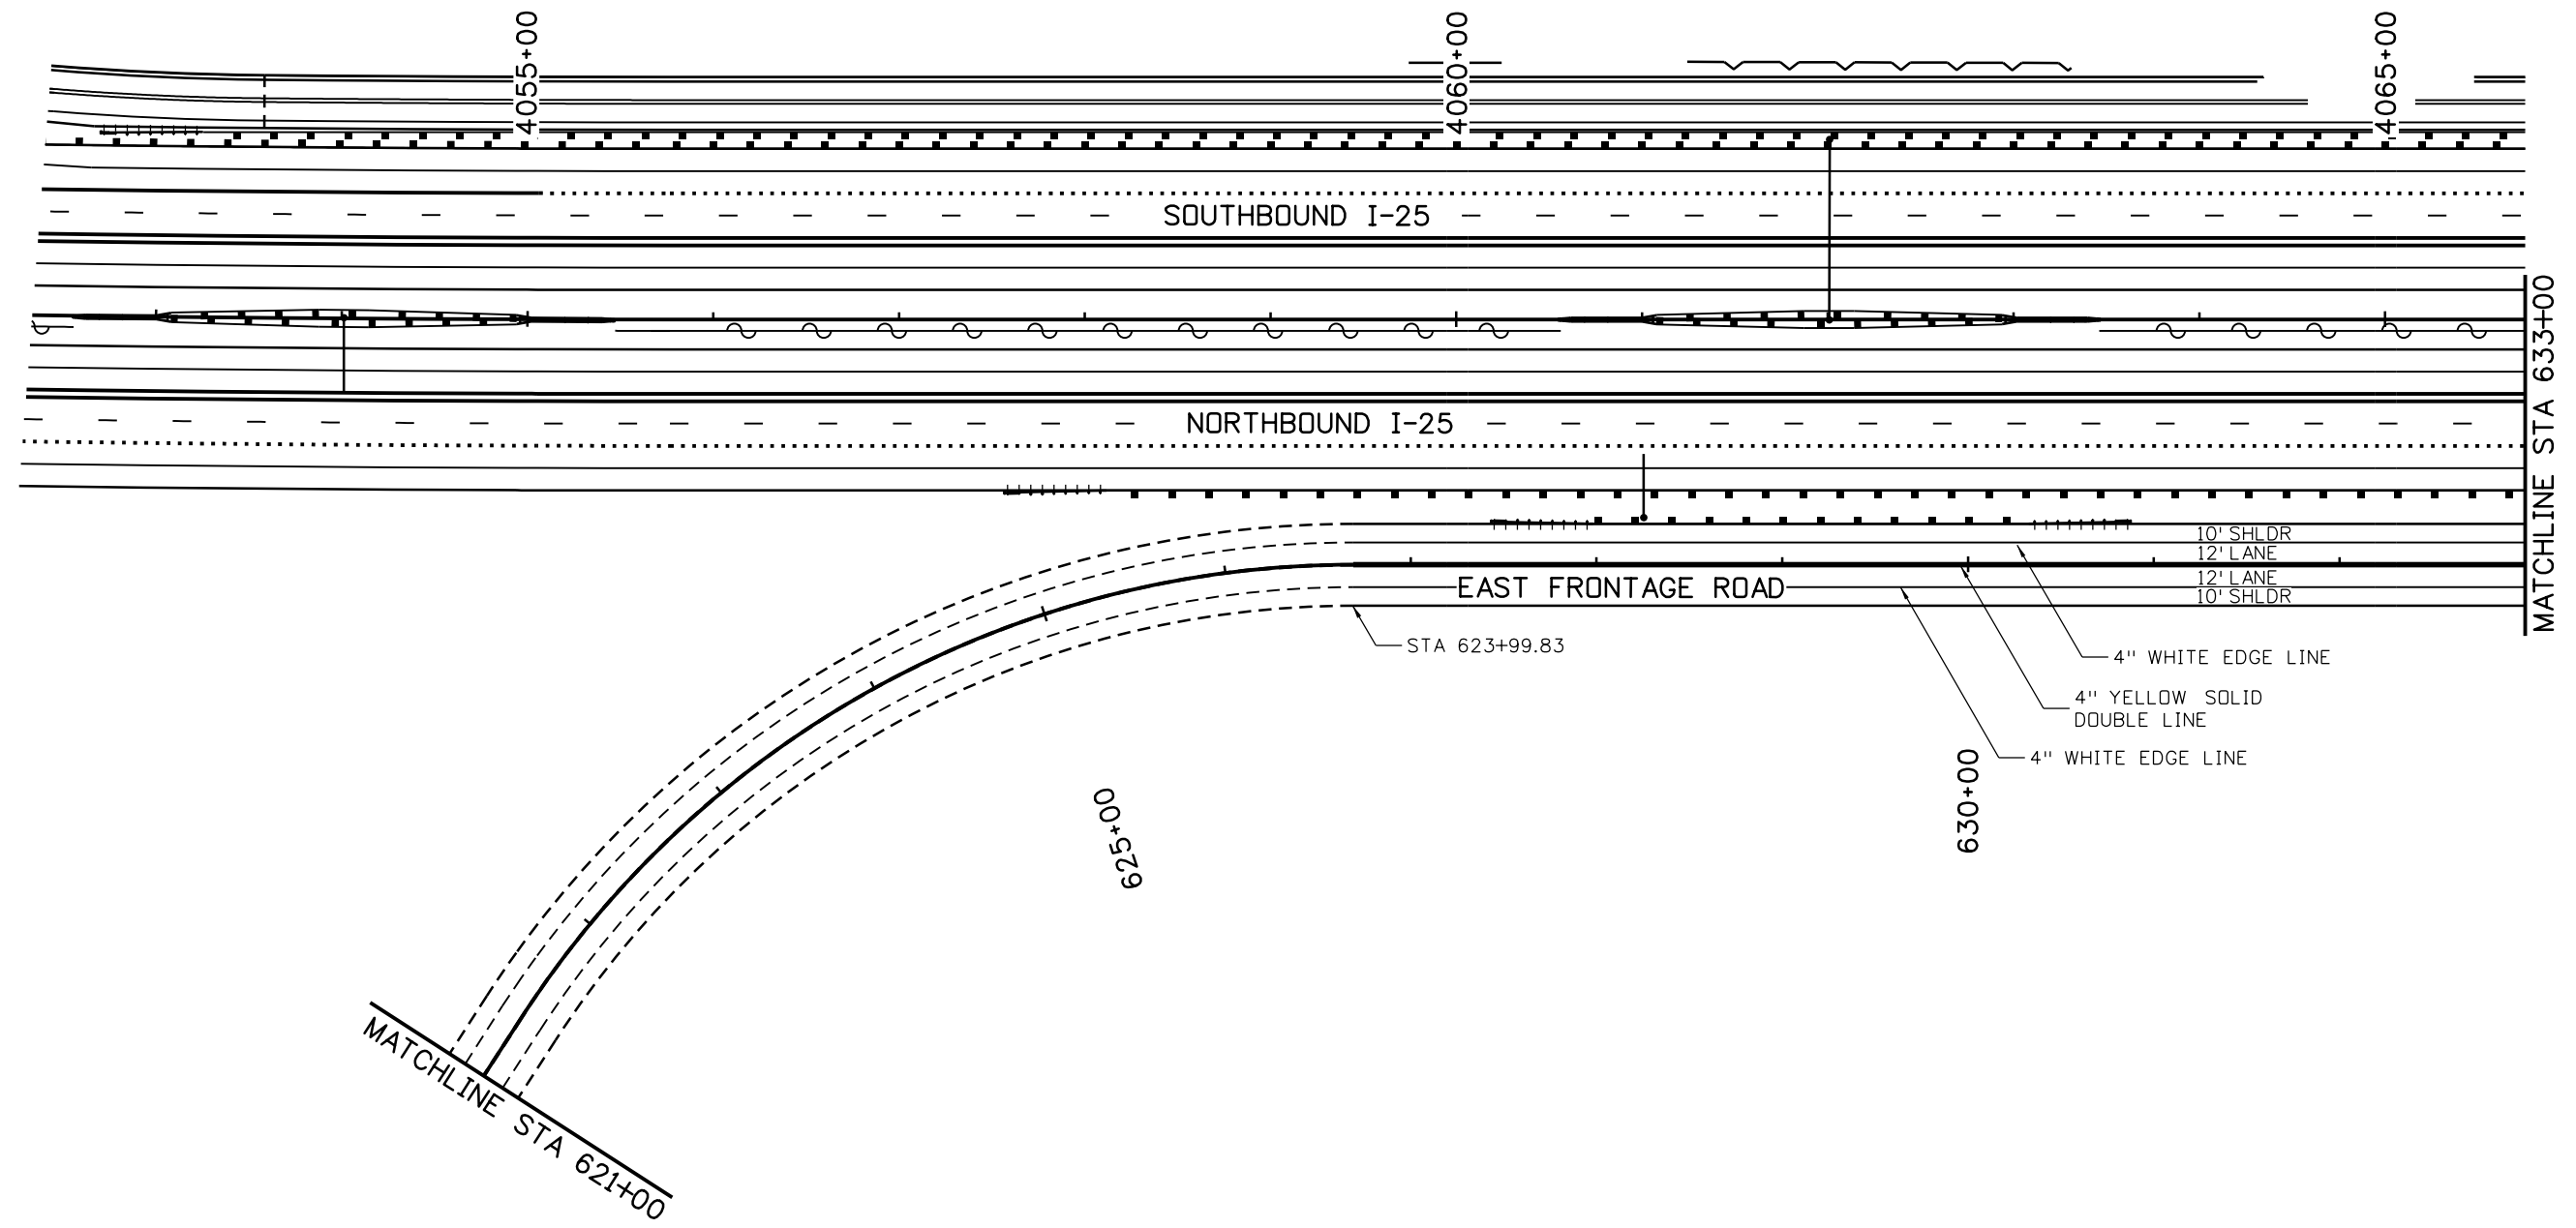 4055+00
4060+00
4065+00
SOUTHBOUND I-25
NORTHBOUND I-25
MATCHLINE STA 633+00
10' SHLDR
12' LANE
EAST FRONTAGE ROAD
12' LANE
10' SHLDR
STA 623+99.83
4" WHITE EDGE LINE
4" YELLOW SOLID
DOUBLE LINE
4" WHITE EDGE LINE
625+00
630+00
MATCHLINE STA 621+00